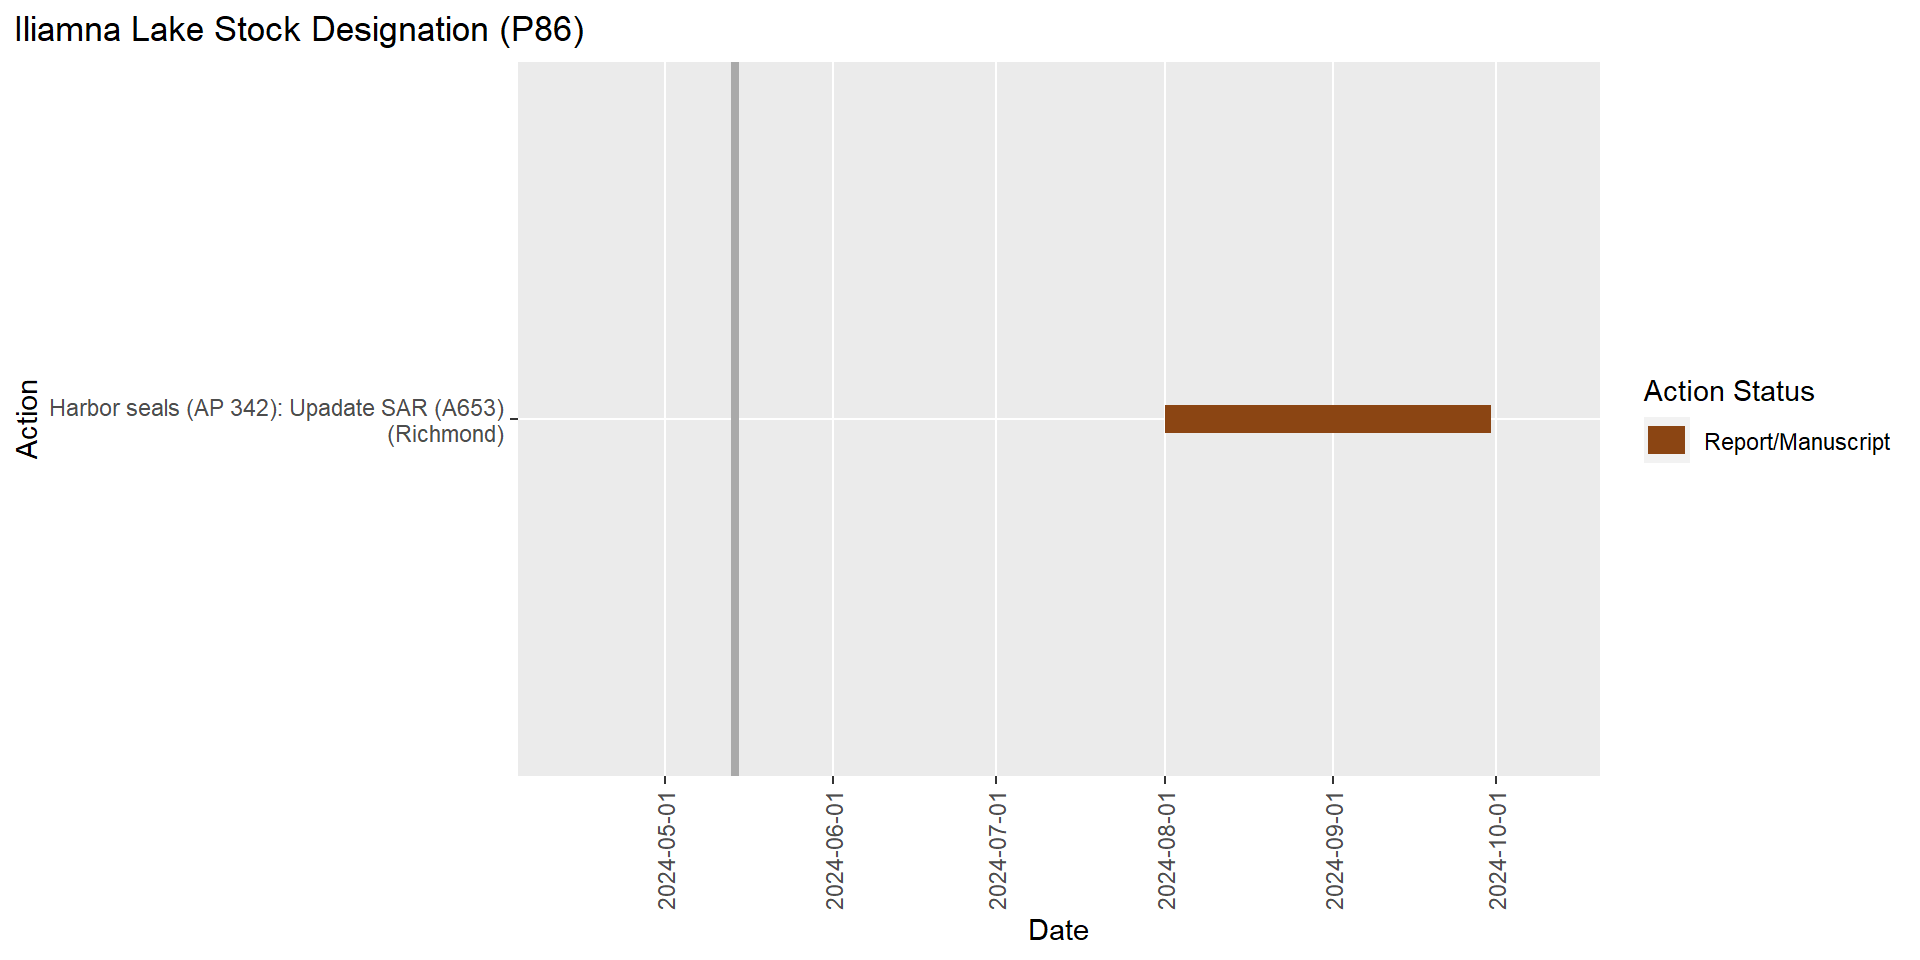 Iliamna Lake Stock Designation (P86)
Action
Harbor seals (AP 342): Upadate SAR (A653)
(Richmond)
2024-05-01
2024-06-01
2024-07-01
2024-08-01
2024-09-01
2024-10-01
Date
Action Status
Report/Manuscript